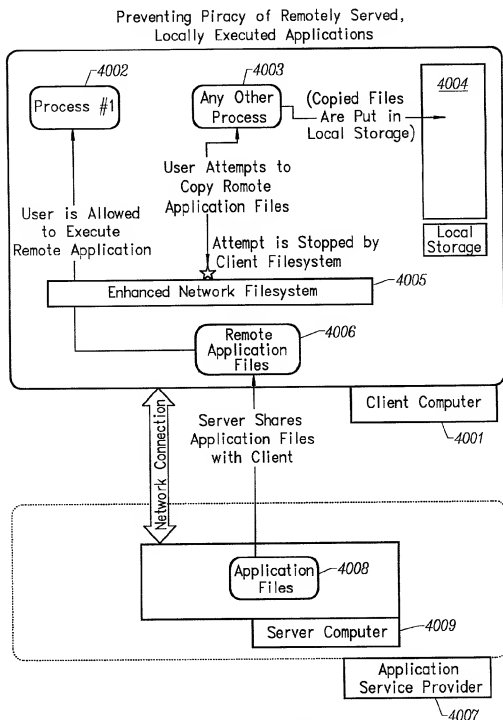 Preventing Piracy of Remotely Served,
Locally Executed Applications
4002
Process #1
4003
Any Other
Process
(Copied Files
Are Put in
Local Storage)
4004
Local
Storage
User Attempts to
Copy Romote
Application Files
User is Allowed
to Execute
Remote Application
Attempt is Stopped by
Client Filesystem
4005
Enhanced Network Filesystem
4006
Remote
Application
Files
Client Computer
4001
Server Shares
Application Files
with Client
Network Connection
Application
Files
4008
Server Computer
4009
Application
Service Provider
4007